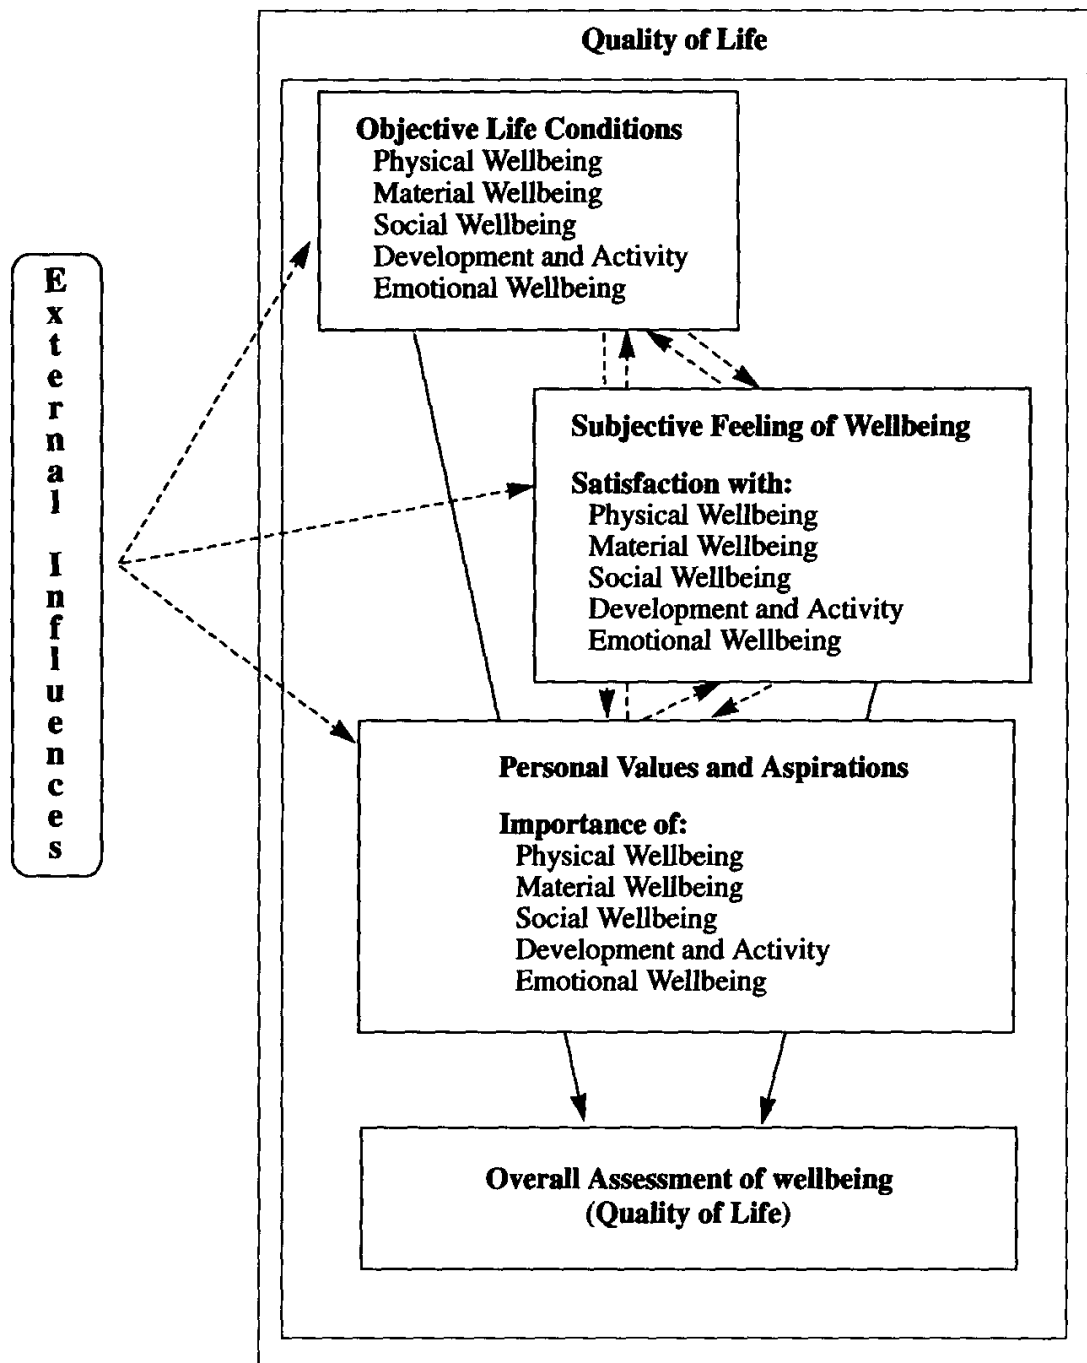 Quality of Life
Objective Life Conditions
Physical Wellbeing
Material Wellbeing
Social Wellbeing
Development and Activity
Emotional Wellbeing
External Influences
Subjective Feeling of Wellbeing
Satisfaction with:
Physical Wellbeing
Material Wellbeing
Social Wellbeing
Development and Activity
Emotional Wellbeing
Personal Values and Aspirations
Importance of:
Physical Wellbeing
Material Wellbeing
Social Wellbeing
Development and Activity
Emotional Wellbeing
Overall Assessment of wellbeing
(Quality of Life)